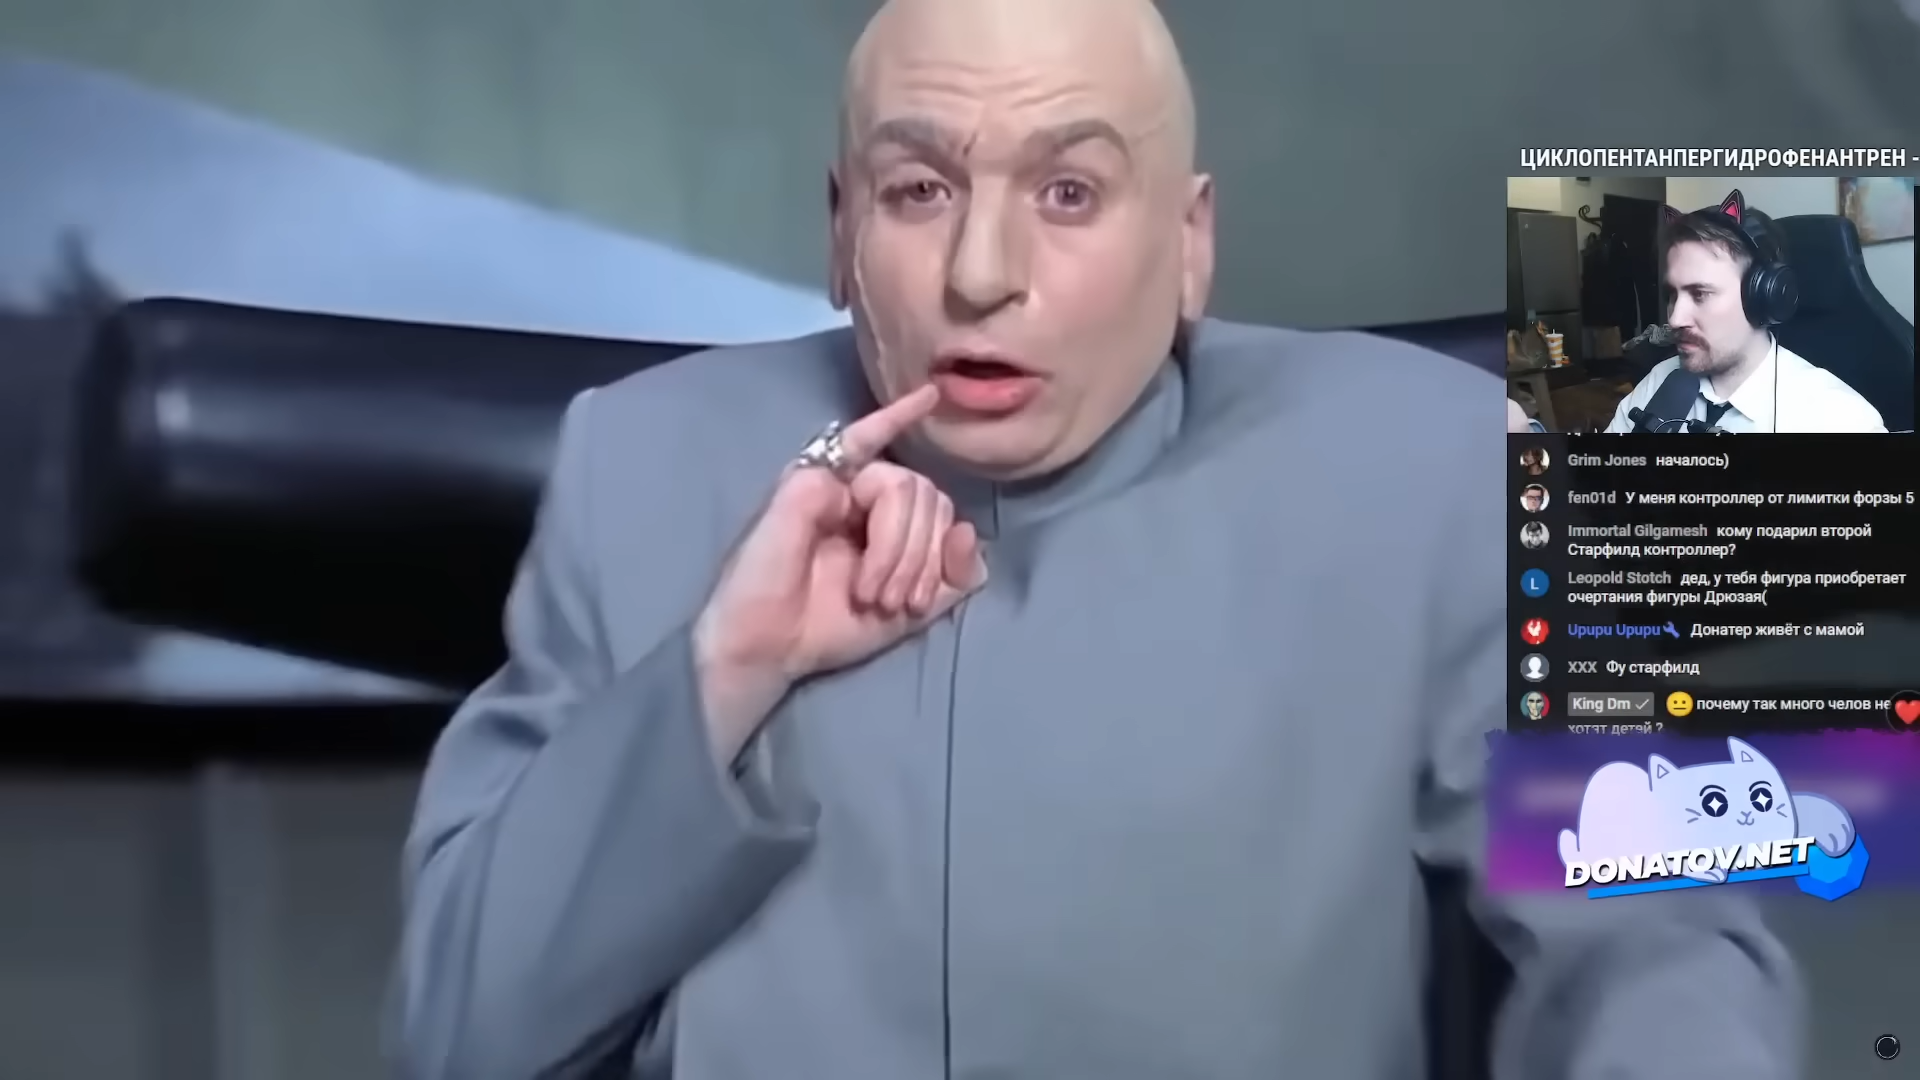 ЦИКЛОПЕНТАНПЕРГИДРОФЕНАНТРЕН -
Grim Jones началось)
fen01d У меня контроллер от лимитки форзы 5
Immortal Gilgamesh кому подарил второй
Старфилд контроллер?
L Leopold Stotch дед, у тебя фигура приобретает
очертания фигуры Дрюзая(
Upupu Upupu Донатер живёт с мамой
XXX Фу старфилд
King Dm 😐 почему так много челов не
хотят детей ?
DONATOV.NET